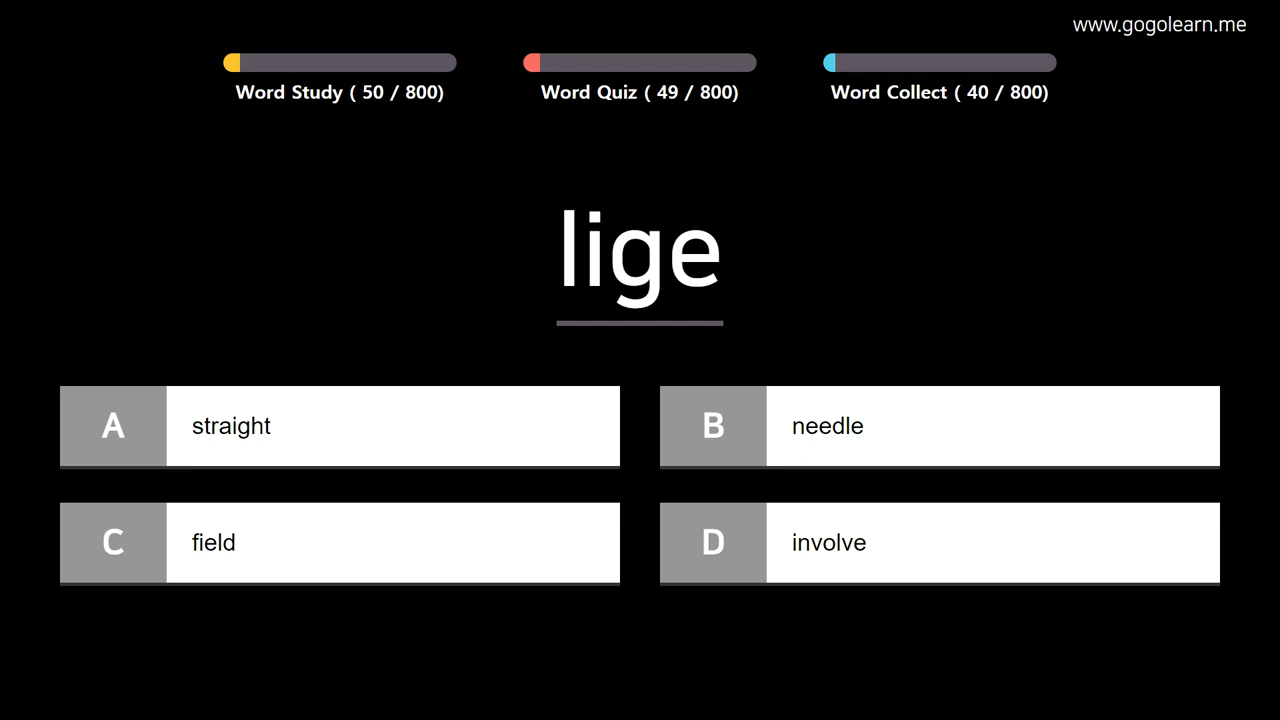 www.gogolearn.me
Word Study ( 50 / 800)
Word Quiz ( 49 / 800)
Word Collect ( 40 / 800)
lige
A straight
B needle
C field
D involve